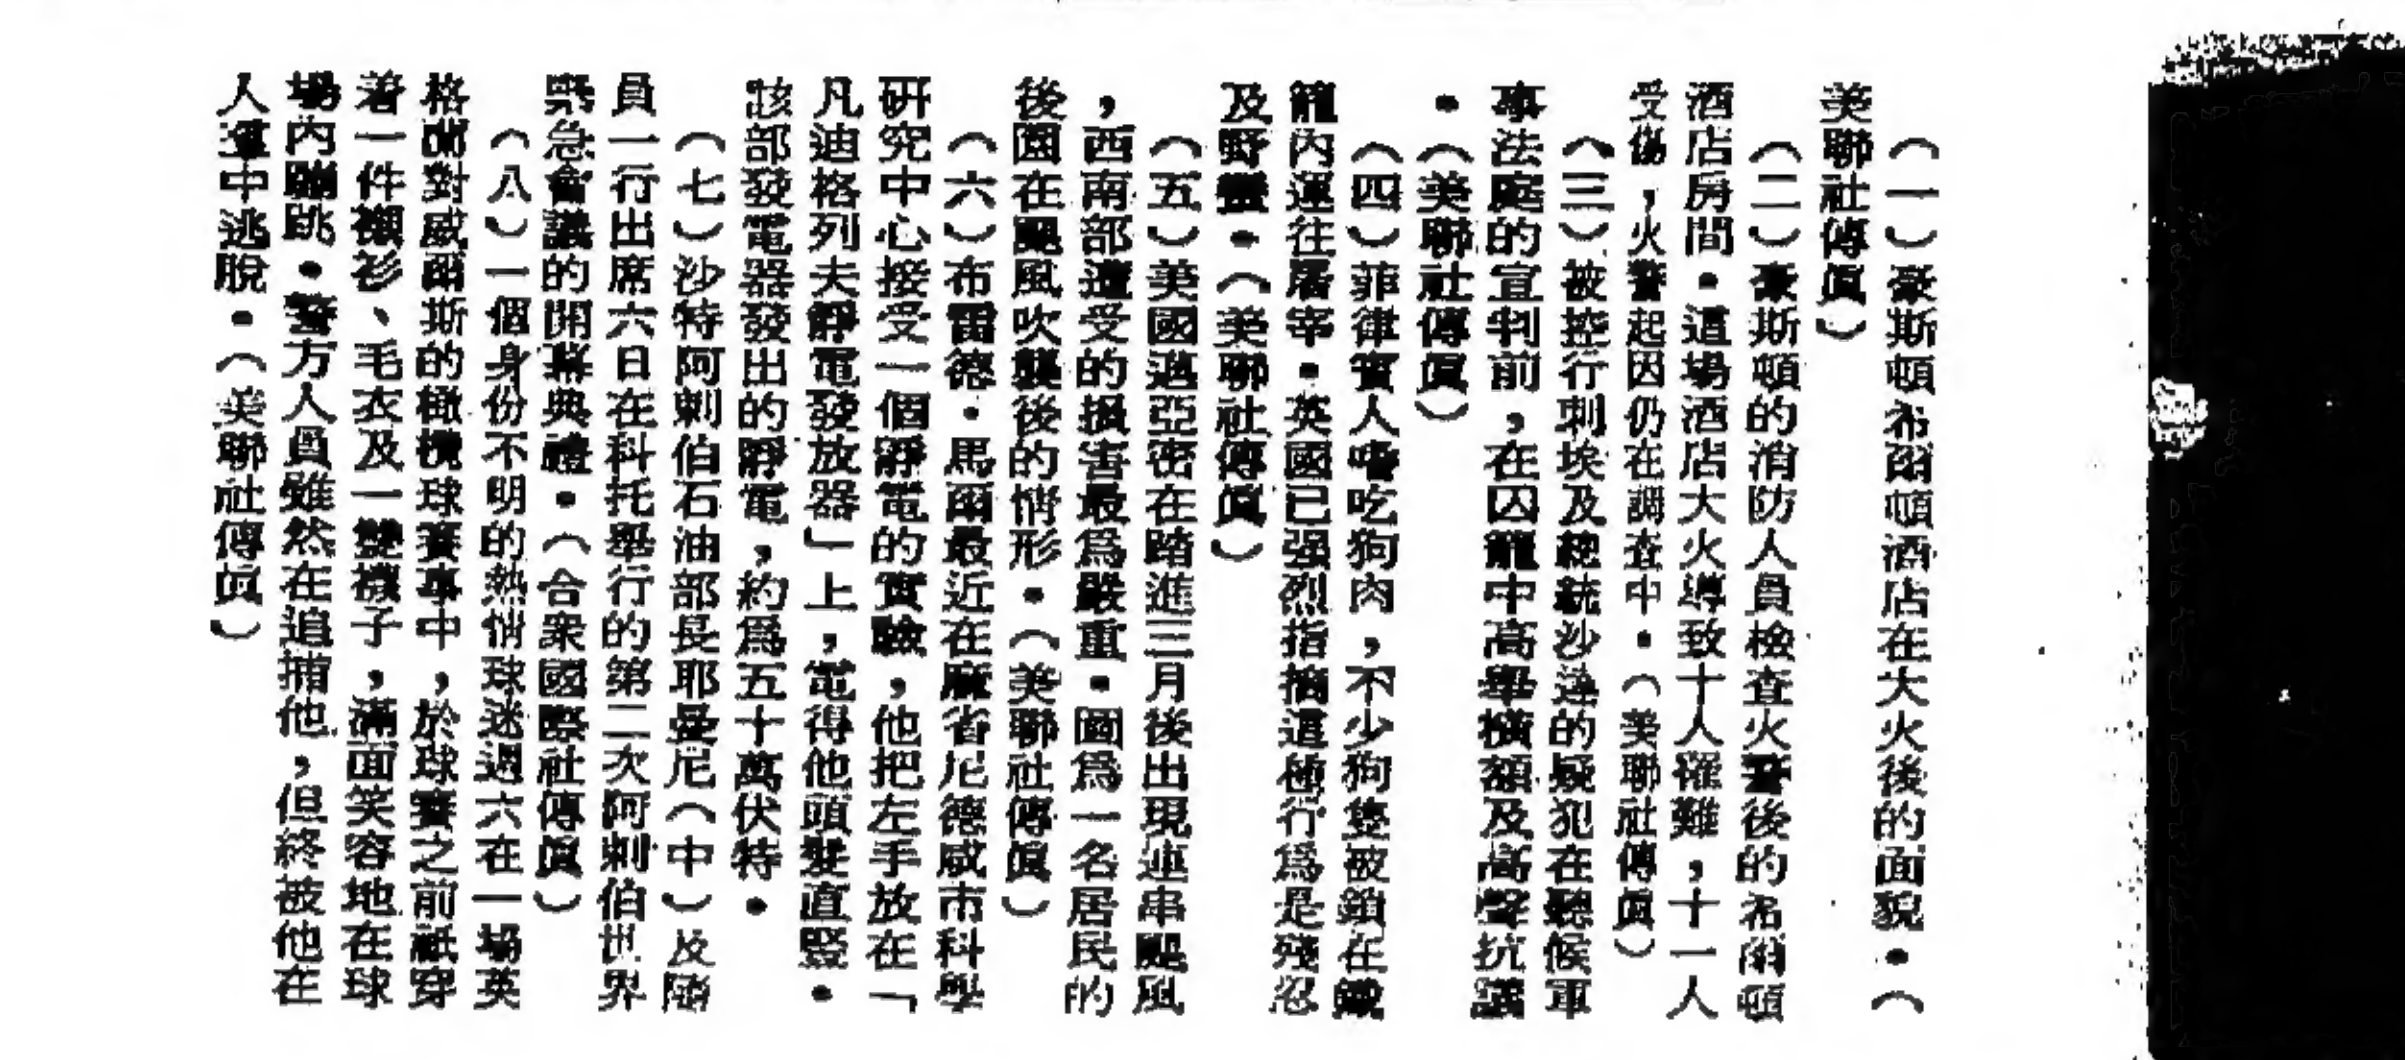 （一）豪斯頓希爾頓酒店在大火後的面貌．（
美聯社傳眞）
（二）豪斯頓的消防人員檢查火警後的希爾頓
酒店房間．這場酒店大火導致十人罹難，十一人
受傷，火警起因仍在調查中．（美聯社傳眞）
（三）被控行刺埃及總統沙達的疑犯在聽候軍
事法庭的宣判前，在囚籠中高舉橫額及高聲抗議
．（美聯社傳眞）
（四）菲律賓人嗜吃狗肉，不少狗隻被鎖在鐵
籠內運往屠宰．英國已强烈指摘這種行爲是殘忍
及野蠻．（美聯社傳眞）
（五）美國邁亞密在踏進三月後出現連串颶風
，西南部遭受的損害最爲嚴重．圖爲一名居民的
後園在颶風吹襲後的情形．（美聯社傳眞）
（六）布雷德．馬爾最近在麻省尼德咸市科學
硏究中心接受一個靜電的實驗，他把左手放在「
凡迪格列夫靜電發放器」上，電得他頭髮直豎．
該部發電器發出的靜電，約爲五十萬伏特．
（七）沙特阿剌伯石油部長耶曼尼（中）及隨
員一行出席六日在科托舉行的第二次阿剌伯世界
緊急會議的開幕典禮．（合衆國際社傳眞）
（八）一個身份不明的熱情球迷週六在一場英
格蘭對威爾斯的橄欖球賽事中，於球賽之前祇穿
著一件襯衫、毛衣及一雙襪子，滿面笑容地在球
場內蹦跳．警方人員雖然在追捕他，但終被他在
人羣中逃脫．（美聯社傳眞）